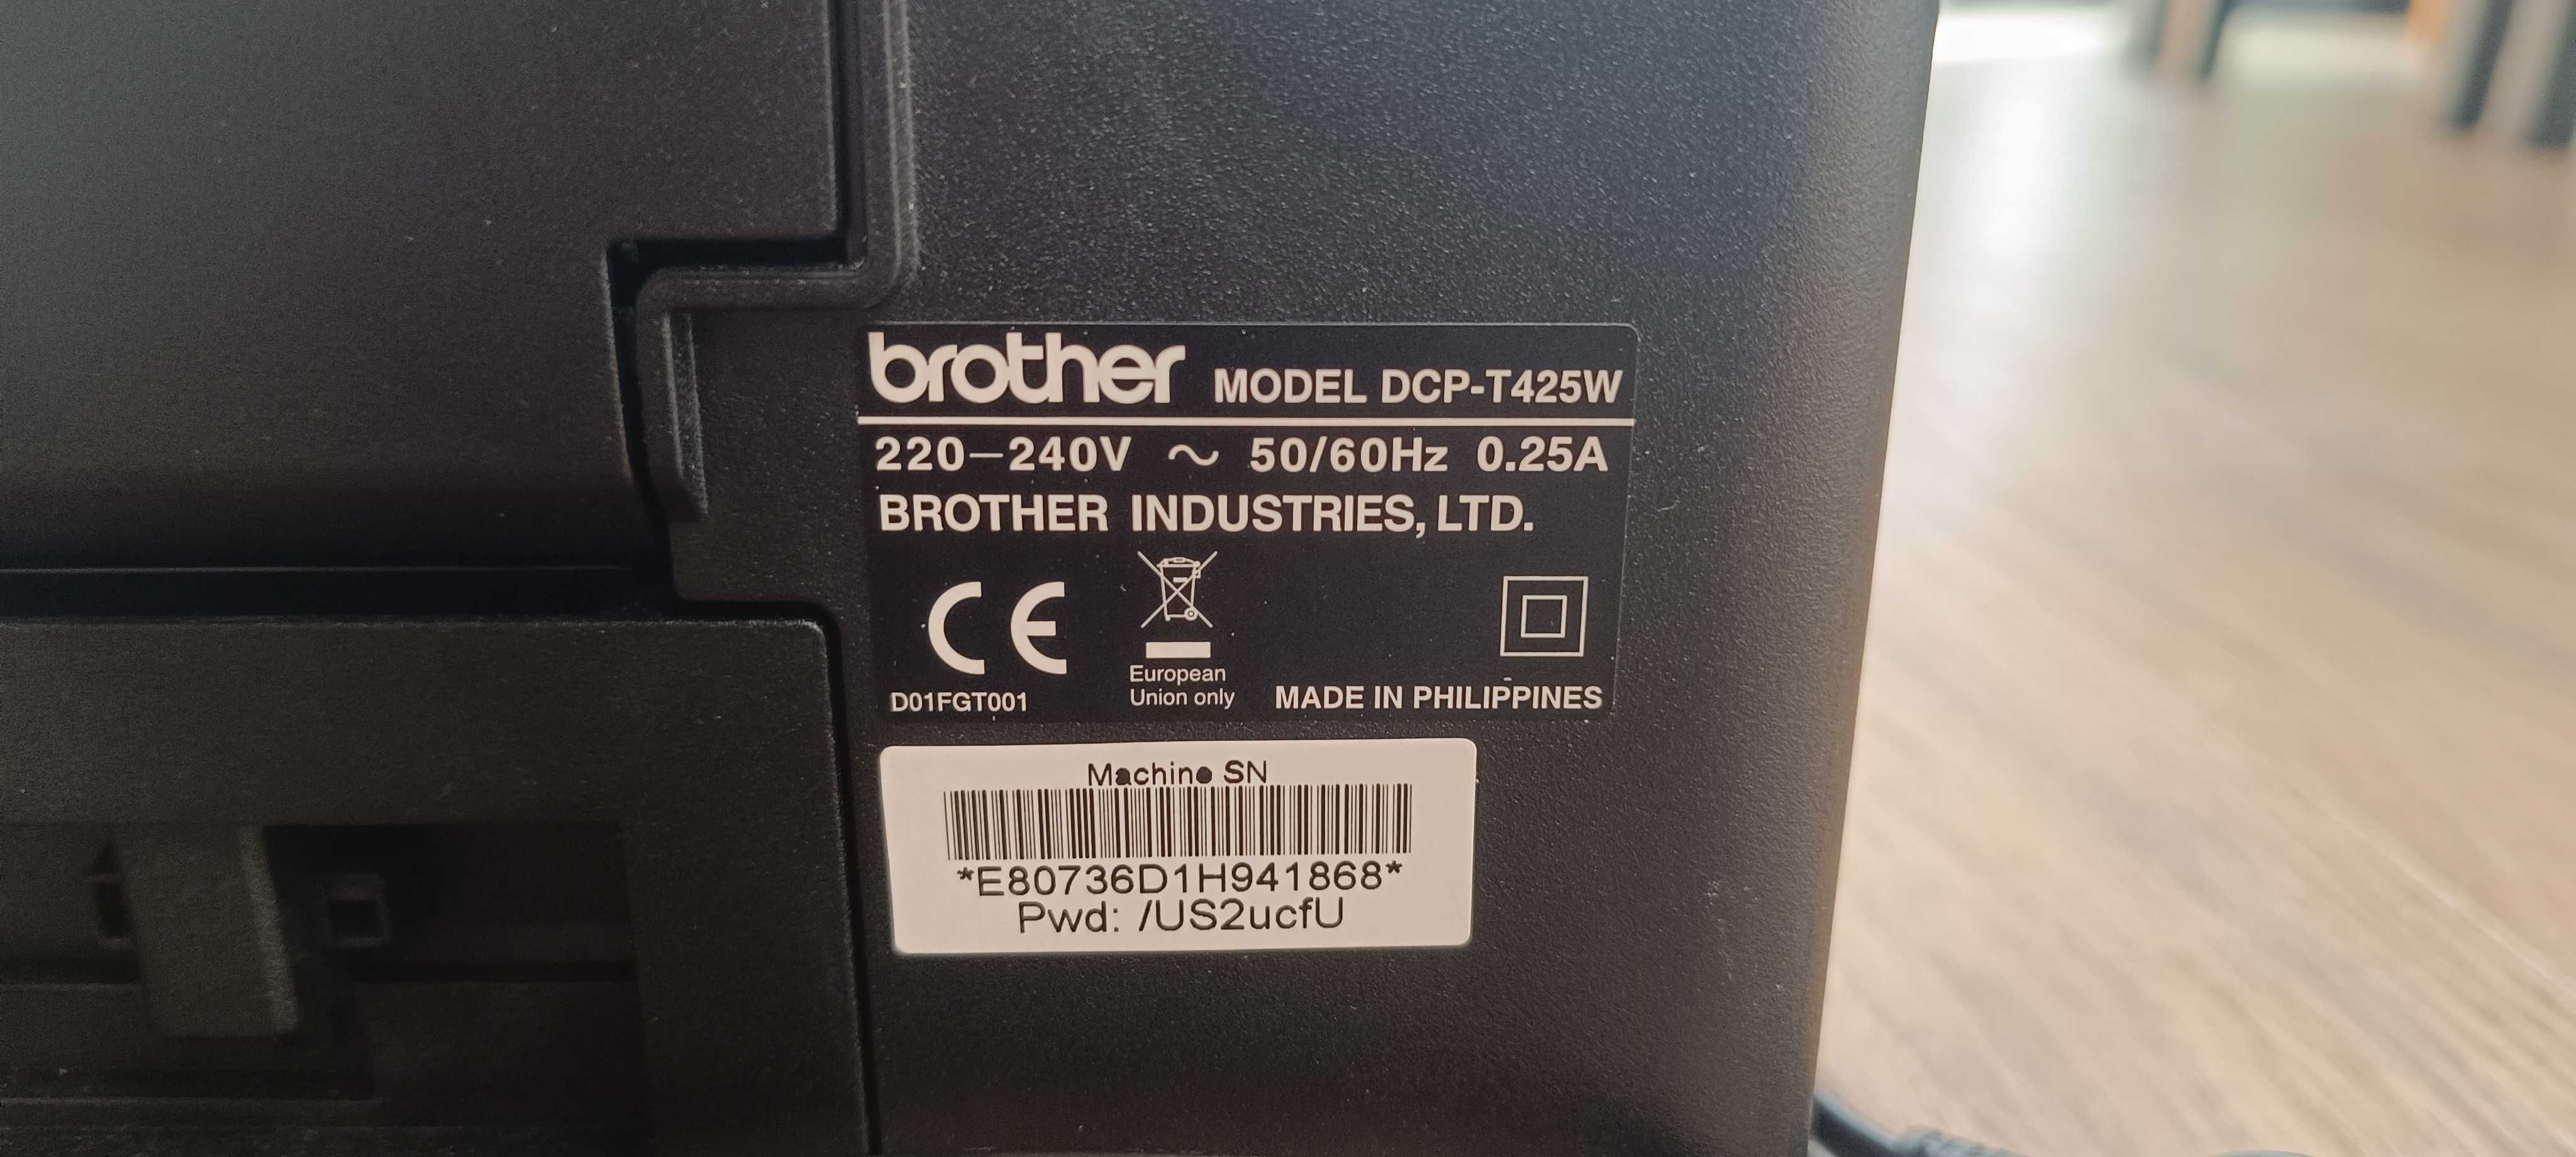 brother MODEL DCP-T425W
220–240V ~ 50/60Hz 0.25A
BROTHER INDUSTRIES, LTD.
CE
European
Union only
D01FGT001
MADE IN PHILIPPINES
Machine SN
*E80736D1H941868*
Pwd: /US2ucfU